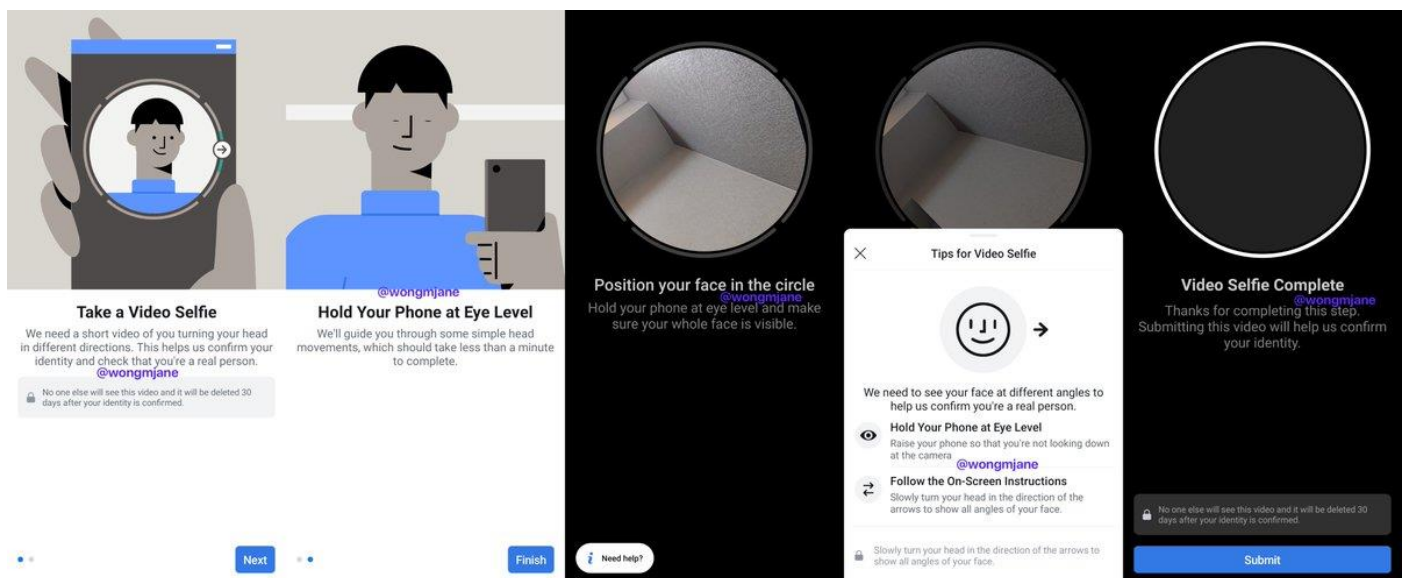 @wongmjane
Take a Video Selfie
We need a short video of you turning your head
in different directions. This helps us confirm your
identity and check that you're a real person.
@wongmjane
No one else will see this video and it will be deleted 30
days after your identity is confirmed.
Next
Hold Your Phone at Eye Level
We'll guide you through some simple head
movements, which should take less than a minute
to complete.
Finish
Position your face in the circle
@wongmjane
Hold your phone at eye level and make
sure your whole face is visible.
i Need help?
Tips for Video Selfie
We need to see your face at different angles to
help us confirm you're a real person.
Hold Your Phone at Eye Level
Raise your phone so that you're not looking down
at the camera
@wongmjane
Follow the On-Screen Instructions
Slowly turn your head in the direction of the
arrows to show all angles of your face.
Slowly turn your head in the direction of the arrows to
show all angles of your face.
Video Selfie Complete
@wongmjane
Thanks for completing this step.
Submitting this video will help us confirm
your identity.
No one else will see this video and it will be deleted 30
days after your identity is confirmed.
Submit